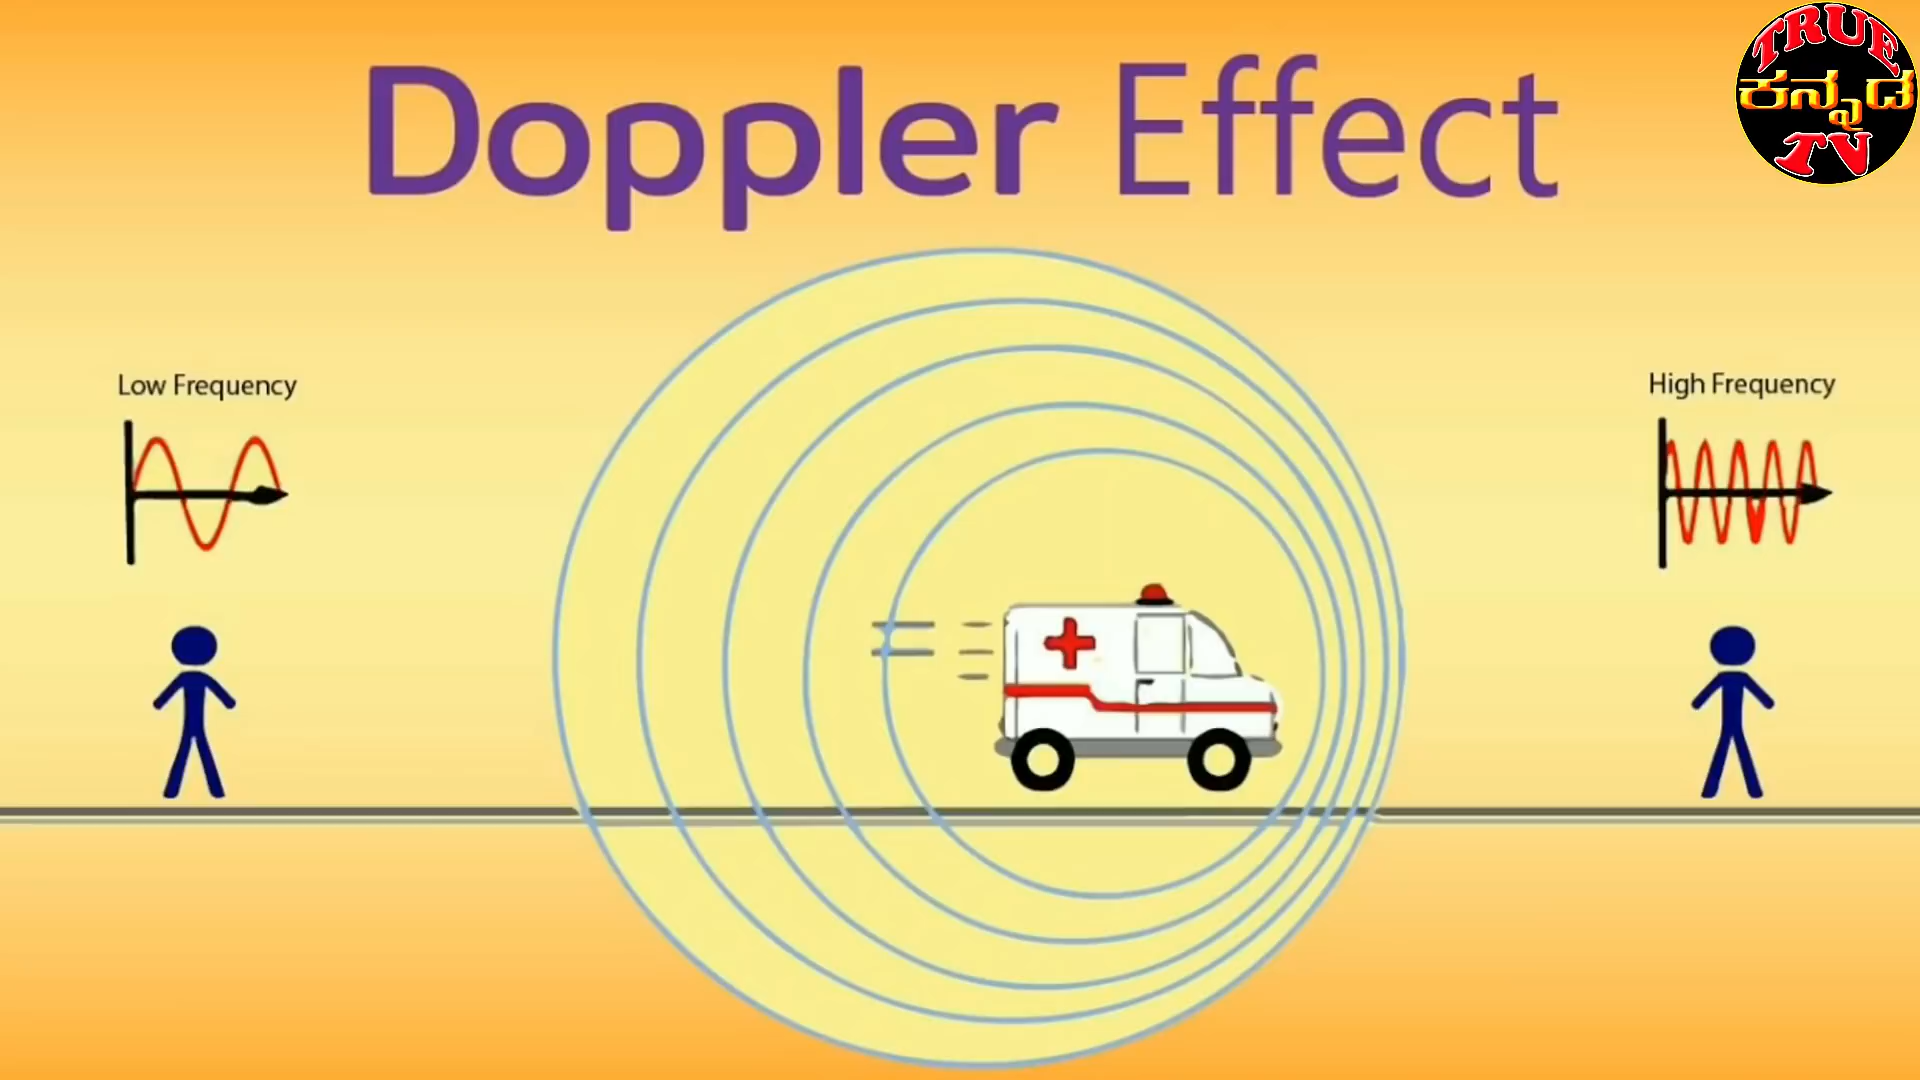 Doppler Effect
TRUE
ಕನ್ನಡ
TV
Low Frequency
High Frequency